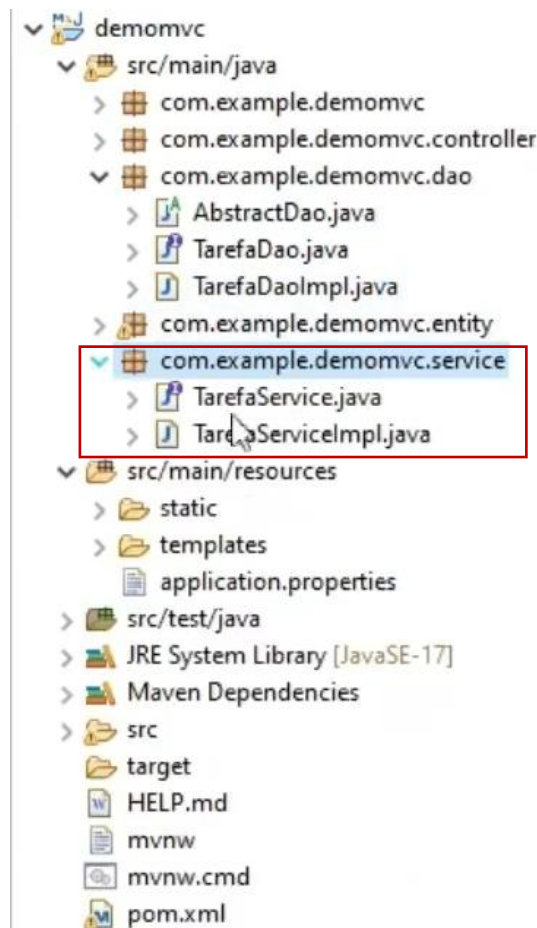 demomvc
src/main/java
com.example.demomvc
com.example.demomvc.controller
com.example.demomvc.dao
AbstractDao.java
TarefaDao.java
TarefaDaoImpl.java
com.example.demomvc.entity
com.example.demomvc.service
TarefaService.java
TarefaServiceImpl.java
src/main/resources
static
templates
application.properties
src/test/java
JRE System Library [JavaSE-17]
Maven Dependencies
src
target
HELP.md
mvnw
mvnw.cmd
pom.xml